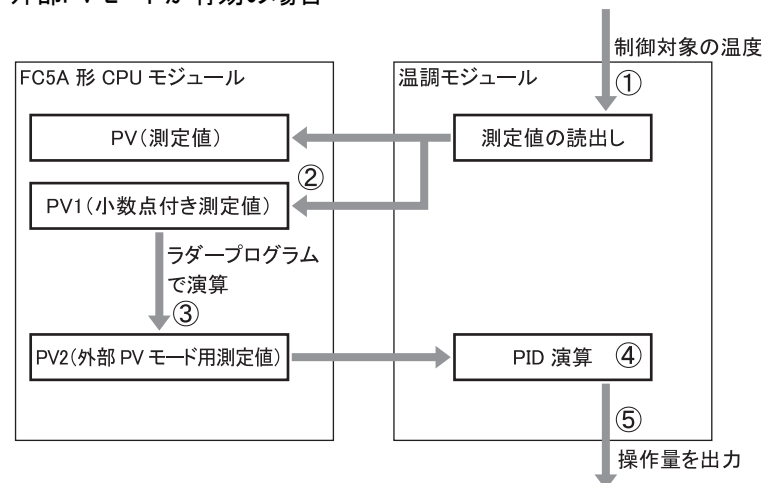 外部PVモードが有効の場合
制御対象の温度
FC5A 形 CPU モジュール
温調モジュール
①
PV(測定値)
測定値の読出し
②
PV1(小数点付き測定値)
ラダープログラム
で演算
③
PV2(外部 PV モード用測定値)
PID 演算 ④
⑤
操作量を出力